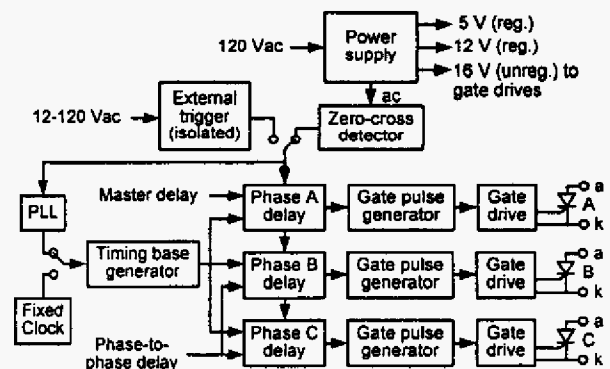 5 V (reg.)
120 Vac
Power
supply
12 V (reg.)
16 V (unreg.) to
gate drives
ac
12-120 Vac
External
trigger
(isolated)
Zero-cross
detector
Master delay
PLL
Phase A
delay
Gate pulse
generator
Gate
drive
a
A
k
Timing base
generator
Phase B
delay
Gate pulse
generator
Gate
drive
a
B
k
Fixed
Clock
Phase-to-
phase delay
Phase C
delay
Gate pulse
generator
Gate
drive
a
C
k